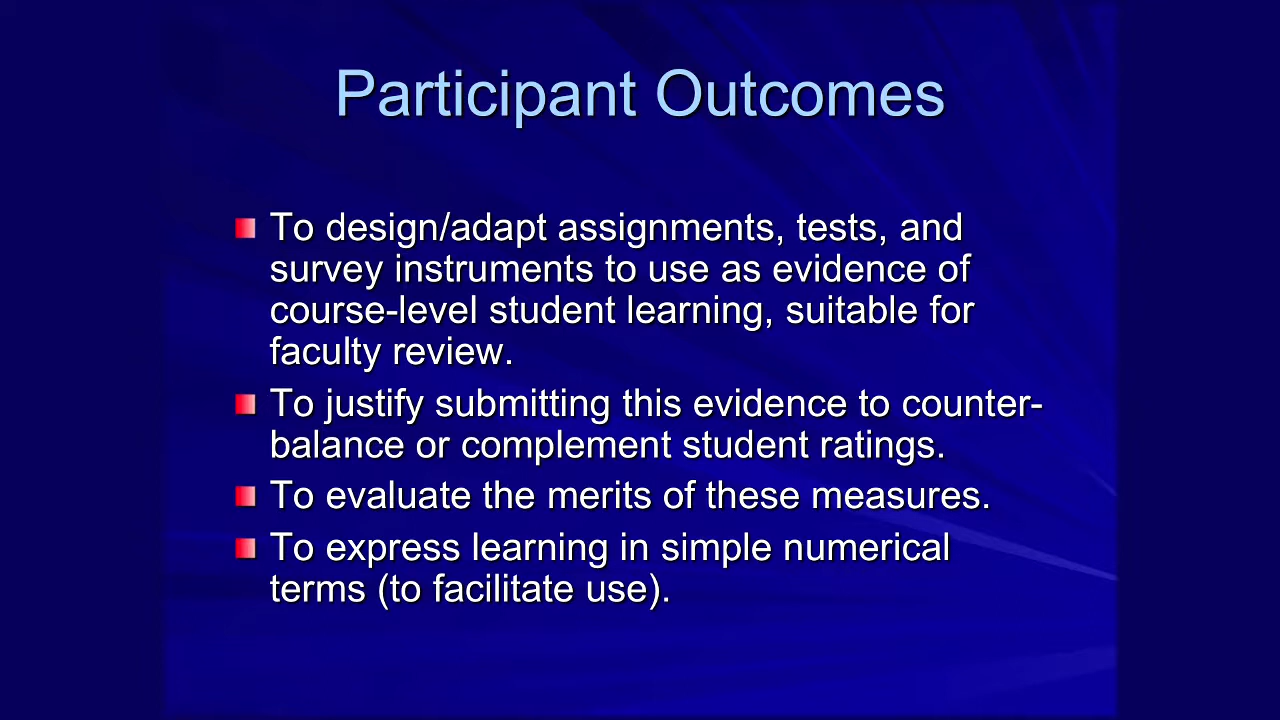 Participant Outcomes
To design/adapt assignments, tests, and
survey instruments to use as evidence of
course-level student learning, suitable for
faculty review.
To justify submitting this evidence to counter-
balance or complement student ratings.
To evaluate the merits of these measures.
To express learning in simple numerical
terms (to facilitate use).